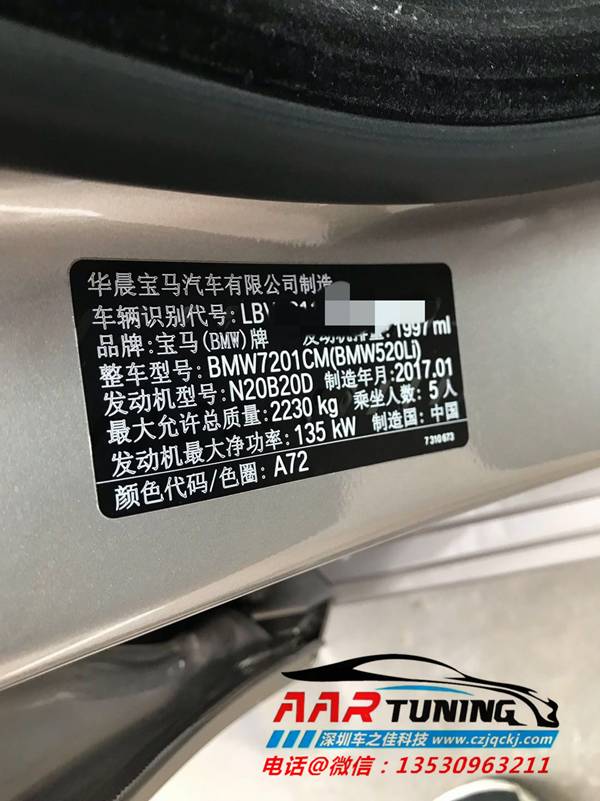 华晨宝马汽车有限公司制造
车辆识别代号: LBV
品牌: 宝马(BMW)牌 发动机排量: 1997 ml
整车型号: BMW7201CM(BMW520Li)
发动机型号: N20B20D 制造年月: 2017.01
最大允许总质量: 2230 kg 乘坐人数: 5 人
发动机最大净功率: 135 kW 制造国: 中国
7 310 673
颜色代码/色圈: A72
AAR TUNING
深圳车之佳科技 www.czjqckj.com
电话@微信:13530963211